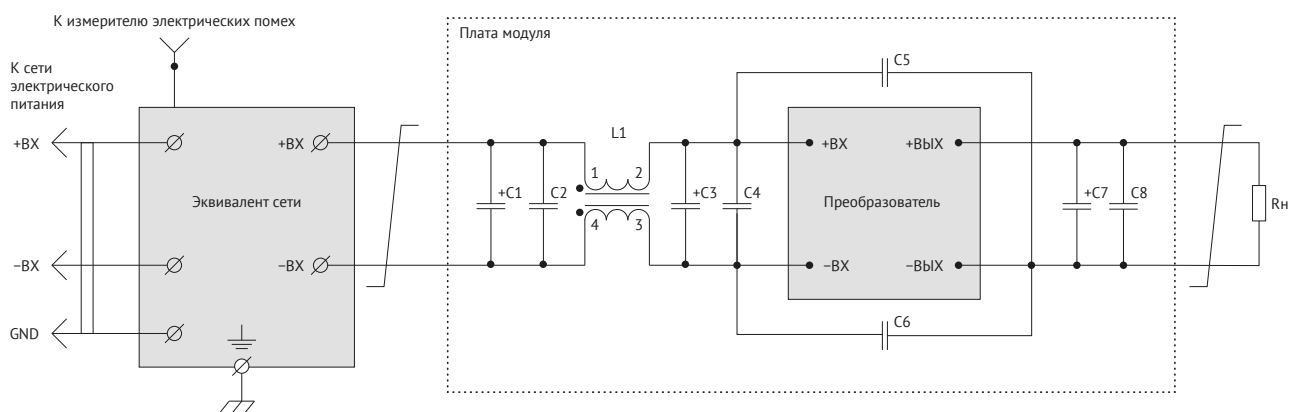 К измерителю электрических помех
К сети
электрического
питания
+ВХ
−ВХ
GND
Эквивалент сети
+ВХ
−ВХ
Плата модуля
+C1
C2
L1
1
2
4
3
+C3
C4
C5
+ВХ
−ВХ
Преобразователь
+ВЫХ
−ВЫХ
C6
+C7
C8
Rн